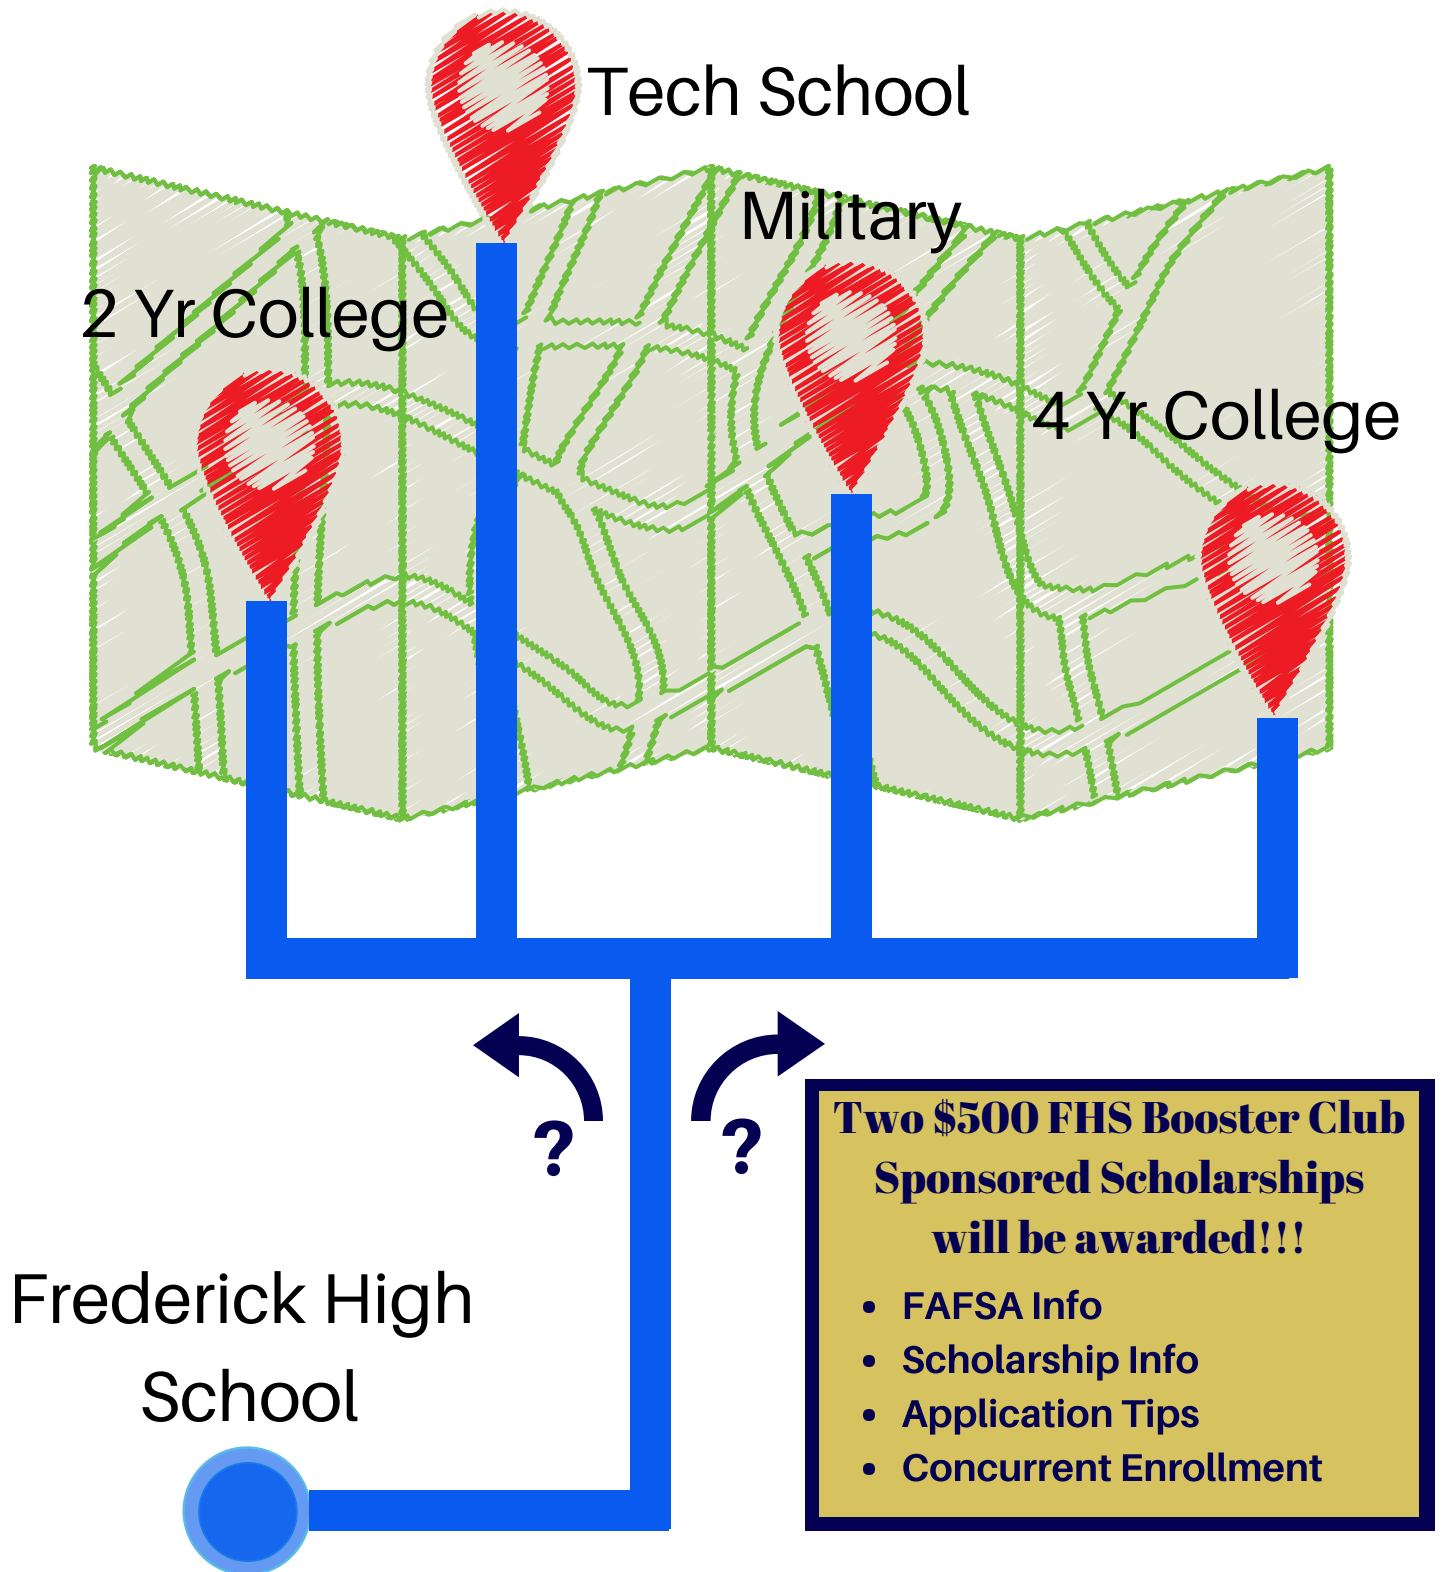 Tech School
Military
2 Yr College
4 Yr College
?
?
Two $500 FHS Booster Club
Sponsored Scholarships
will be awarded!!!
• FAFSA Info
• Scholarship Info
• Application Tips
• Concurrent Enrollment
Frederick High
School